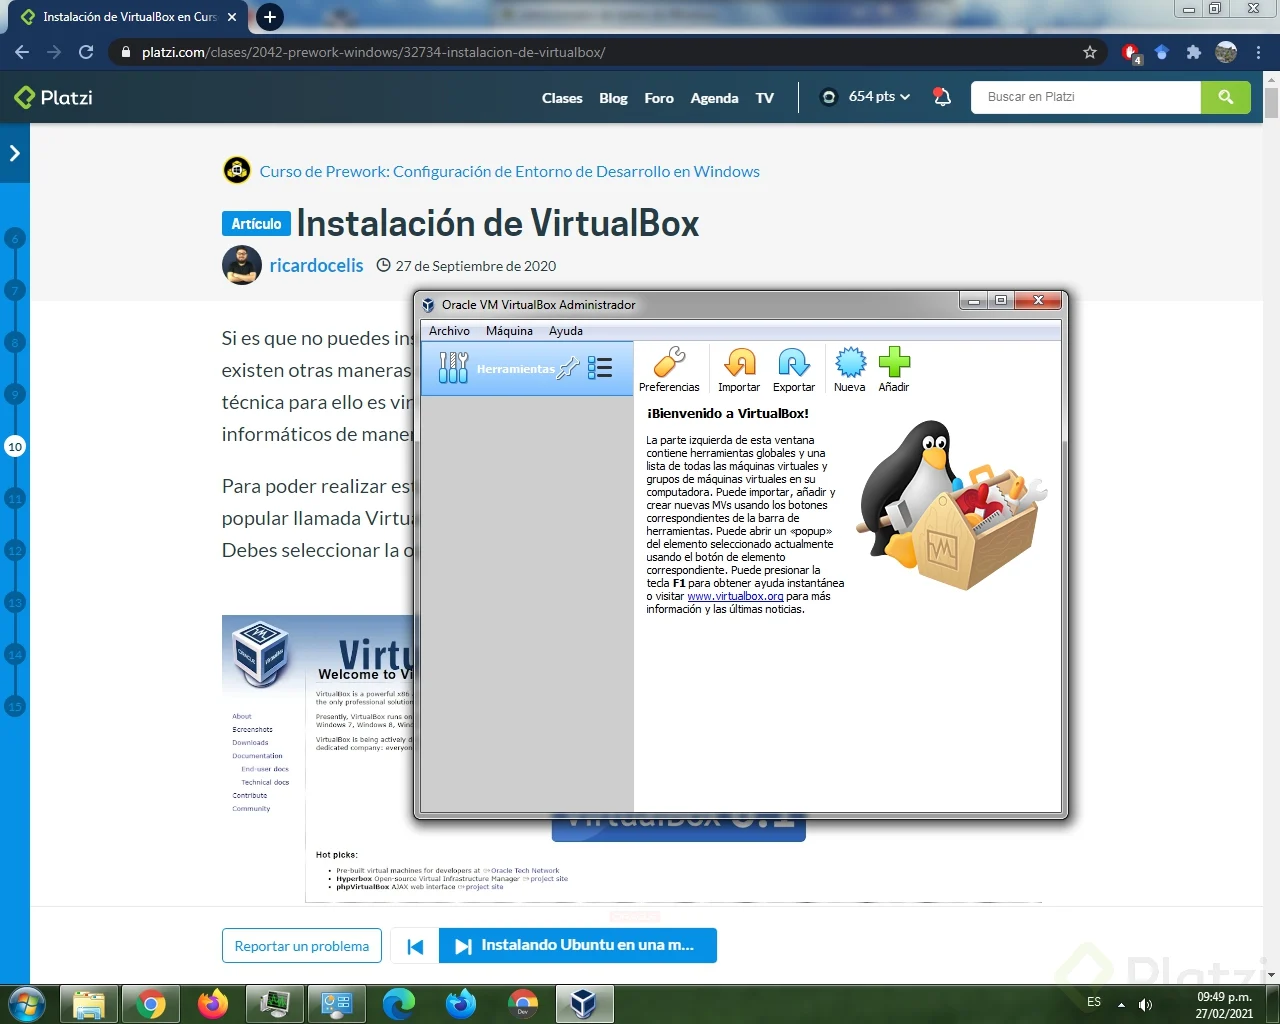 Instalación de VirtualBox en Curs
platzi.com/clases/2042-prework-windows/32734-instalacion-de-virtualbox/
4
Platzi
Clases Blog Foro Agenda TV
654 pts
Buscar en Platzi
Curso de Prework: Configuración de Entorno de Desarrollo en Windows
Artículo Instalación de VirtualBox
ricardocelis 27 de Septiembre de 2020
6
7
8
9
10
11
12
13
14
15
Si es que no puedes ins
existen otras maneras
técnica para ello es vir
informáticos de maner
Para poder realizar est
popular llamada Virtua
Debes seleccionar la o
Oracle VM VirtualBox Administrador
Archivo Máquina Ayuda
Herramientas
Preferencias Importar Exportar Nueva Añadir
¡Bienvenido a VirtualBox!
La parte izquierda de esta ventana
contiene herramientas globales y una
lista de todas las máquinas virtuales y
grupos de máquinas virtuales en su
computadora. Puede importar, añadir y
crear nuevas MVs usando los botones
correspondientes de la barra de
herramientas. Puede abrir un «popup»
del elemento seleccionado actualmente
usando el botón de elemento
correspondiente. Puede presionar la
tecla F1 para obtener ayuda instantánea
o visitar www.virtualbox.org para más
información y las últimas noticias.
Virtu
Welcome to Vi
VirtualBox is a powerful x86
the only professional solution
Presently, VirtualBox runs on
Windows 7, Windows 8, Wind
VirtualBox is being actively d
dedicated company: everyon
About
Screenshots
Downloads
Documentation
End-user docs
Technical docs
Contribute
Community
VirtualBox 6.1
Hot picks:
Pre-built virtual machines for developers at Oracle Tech Network
Hyperbox Open-source Virtual Infrastructure Manager project site
phpVirtualBox AJAX web interface project site
Reportar un problema
Instalando Ubuntu en una m...
Platzi
Dev
ES
09:49 p.m.
27/02/2021